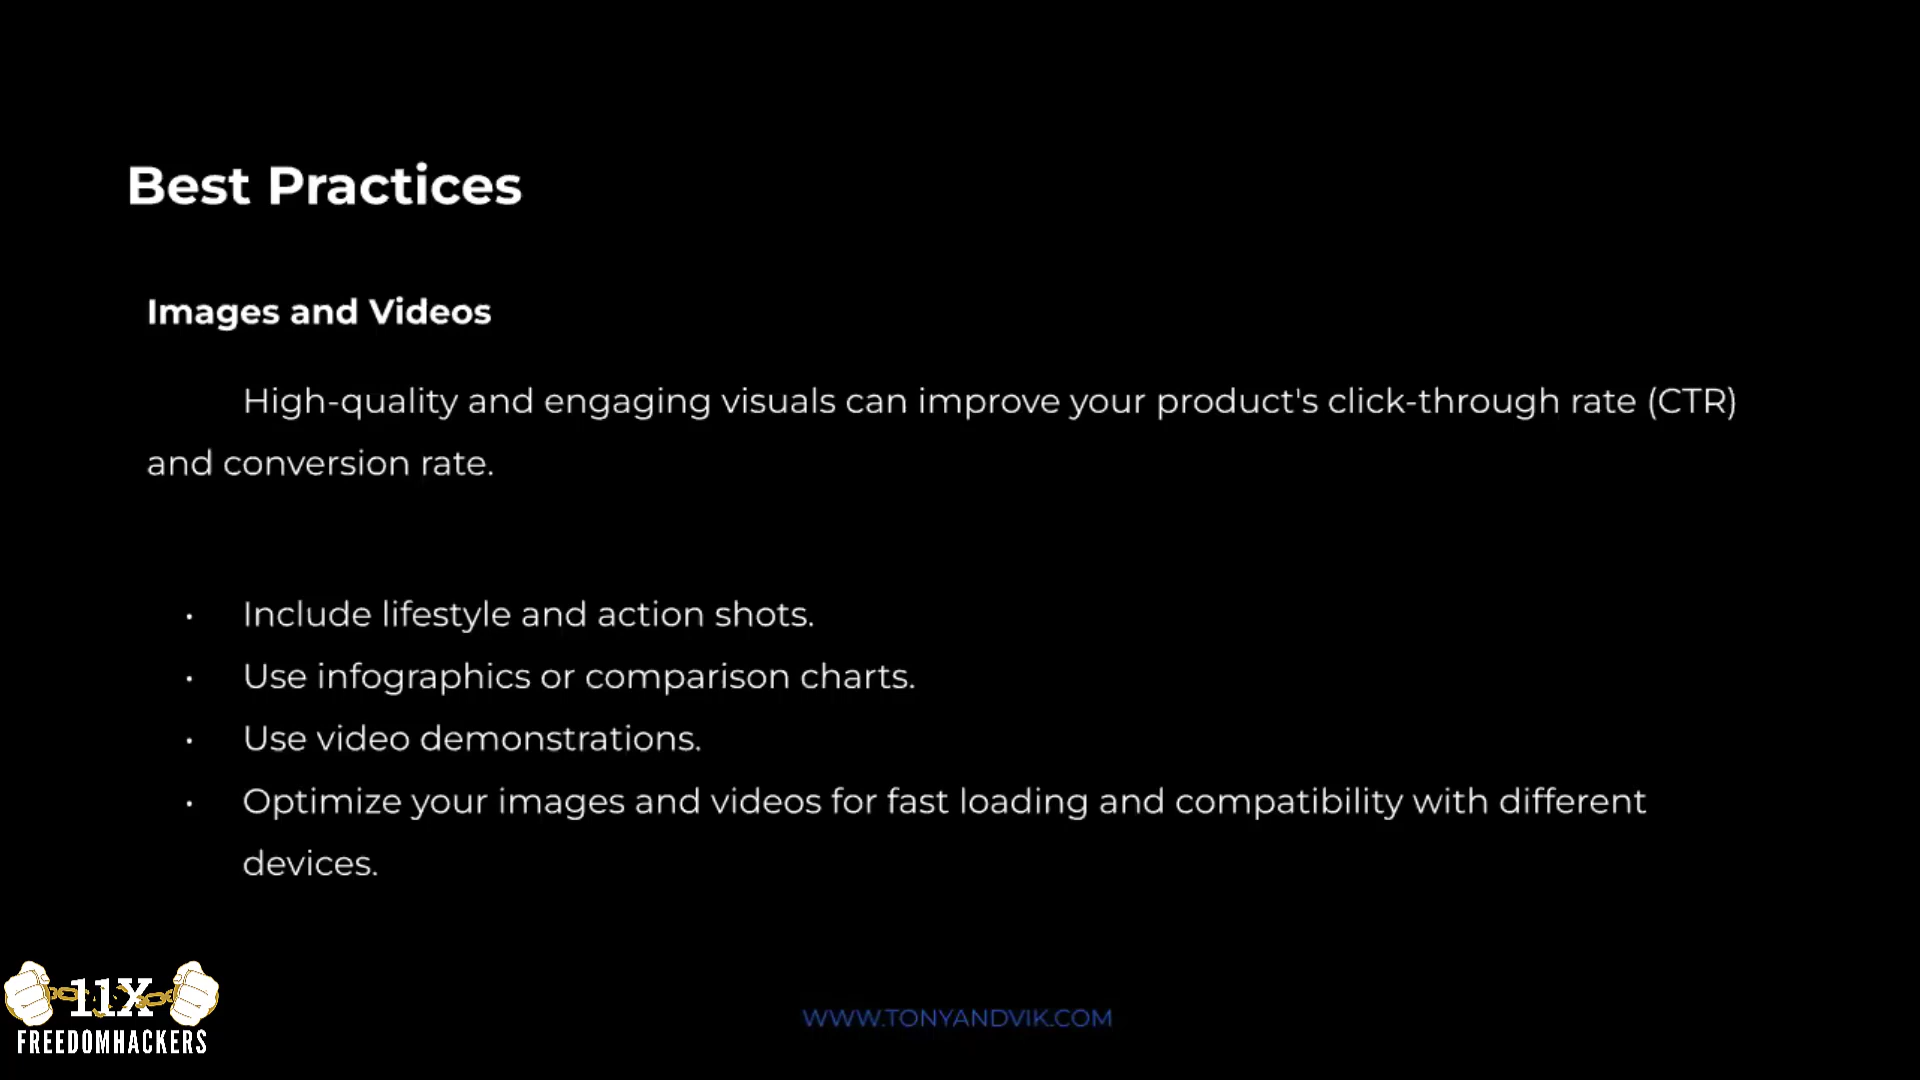 Best Practices
Images and Videos
High-quality and engaging visuals can improve your product's click-through rate (CTR)
and conversion rate.
• Include lifestyle and action shots.
• Use infographics or comparison charts.
• Use video demonstrations.
• Optimize your images and videos for fast loading and compatibility with different
devices.
11X
FREEDOMHACKERS
WWW.TONYANDVIK.COM